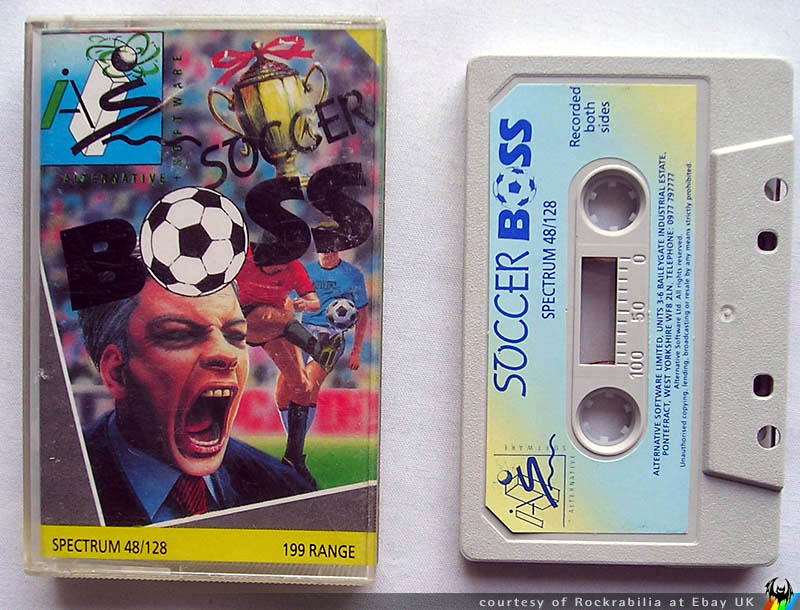 ALTERNATIVE + SOFTWARE
SOCCER
BOSS
SPECTRUM 48/128
199 RANGE
SOCCER BOSS
SPECTRUM 48/128
Recorded
both
sides
100 50 0
ALTERNATIVE SOFTWARE
ALTERNATIVE SOFTWARE LIMITED, UNITS 3-6 BAILEYGATE INDUSTRIAL ESTATE,
PONTEFRACT, WEST YORKSHIRE WF8 2LN, TELEPHONE: 0977 797777
Alternative Software Ltd. All rights reserved.
Unauthorised copying, lending, broadcasting or resale by any means strictly prohibited.
courtesy of Rockrabilia at Ebay UK